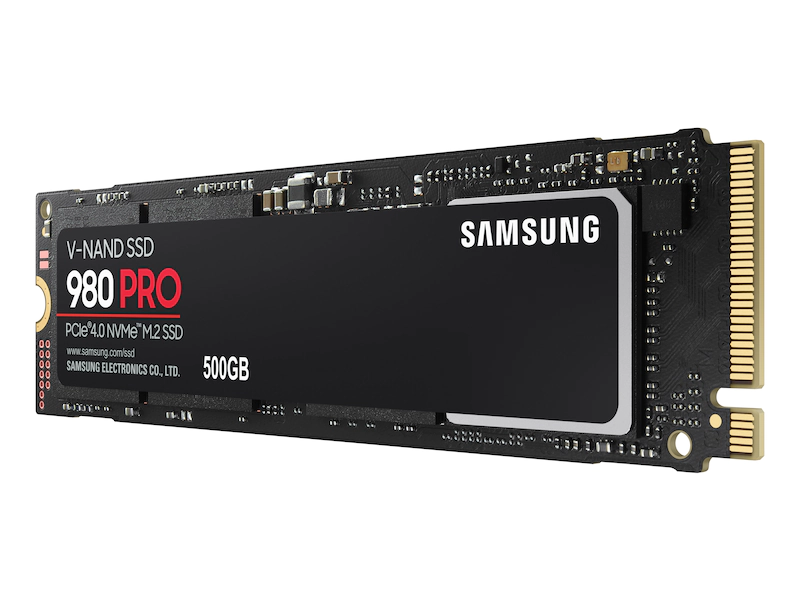 SAMSUNG
V-NAND SSD
980 PRO
PCIe® 4.0 NVMe™ M.2 SSD
www.samsung.com/ssd
SAMSUNG ELECTRONICS CO., LTD.
500GB